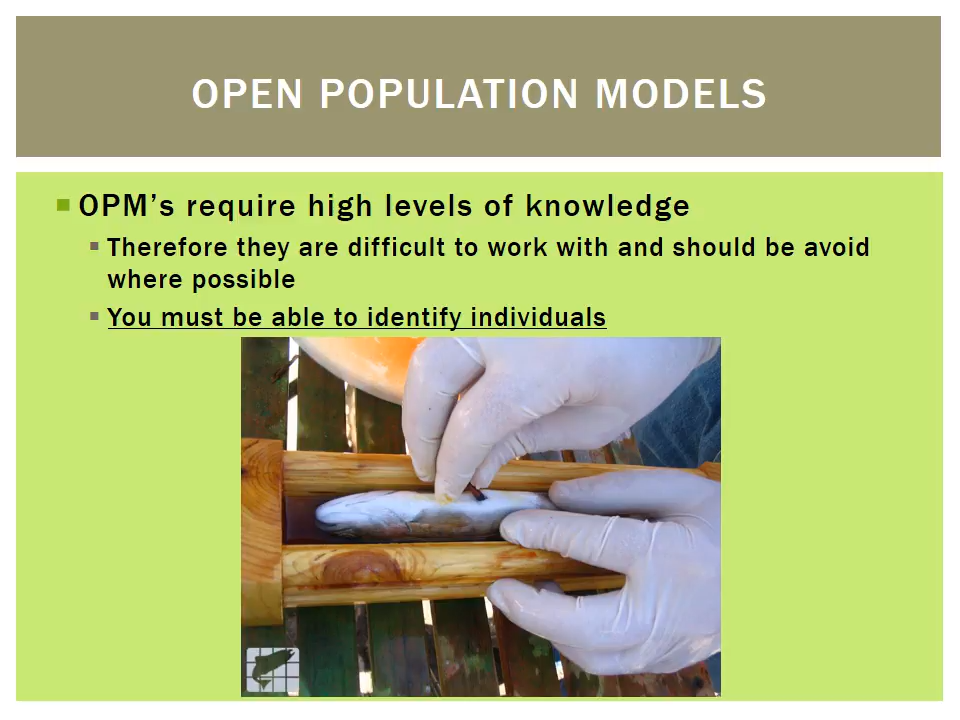 OPEN POPULATION MODELS
OPM's require high levels of knowledge
Therefore they are difficult to work with and should be avoid
where possible
You must be able to identify individuals